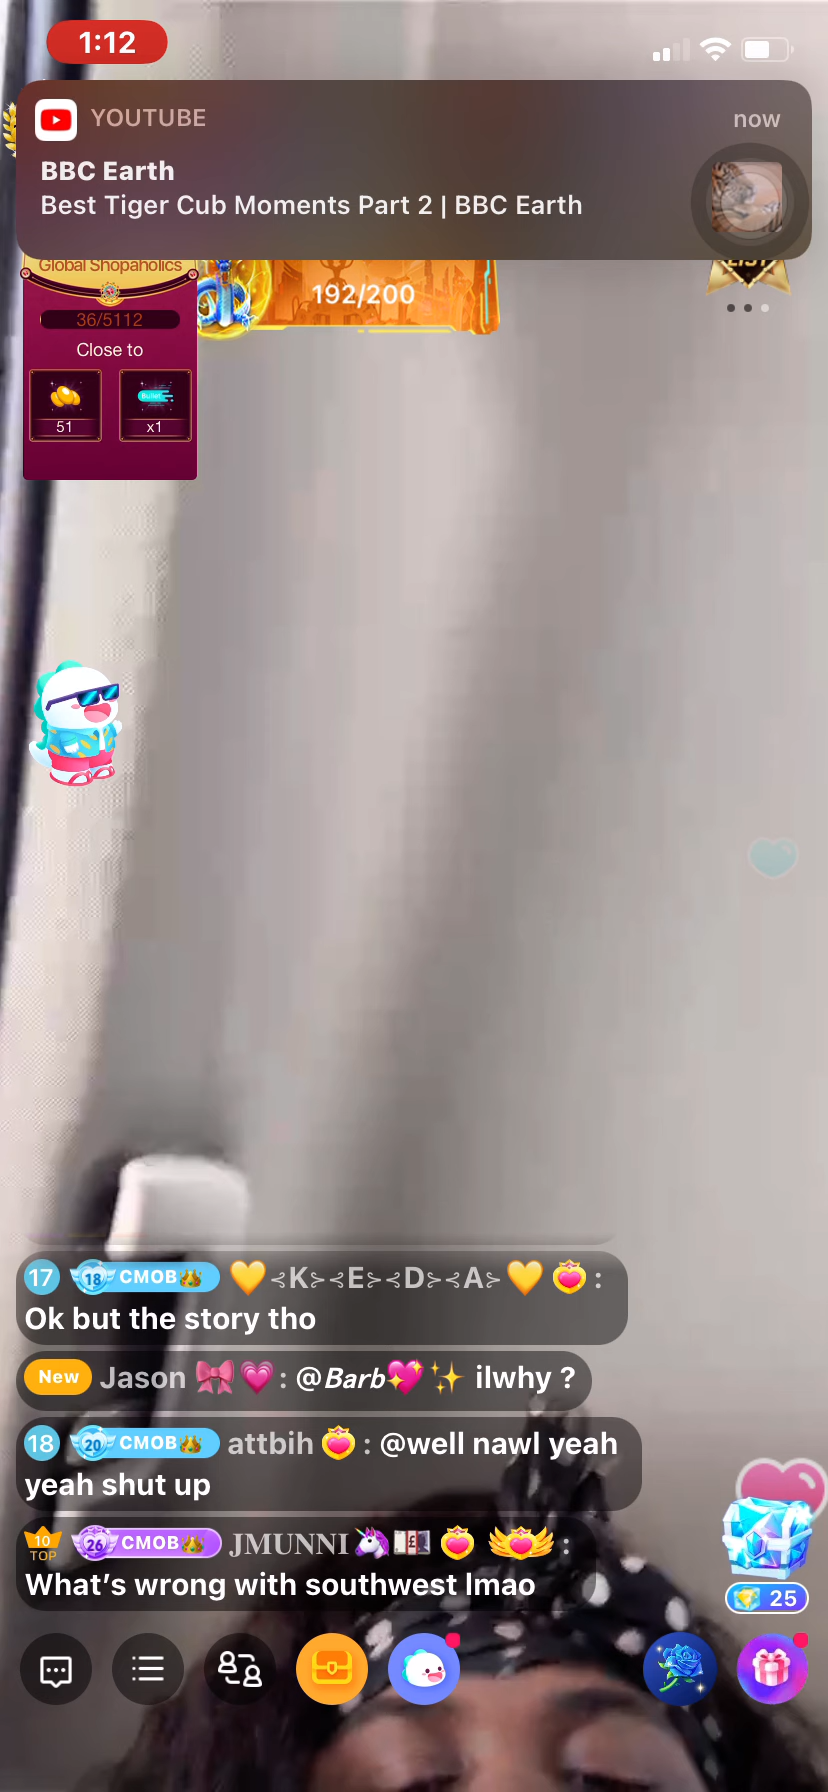 1:12
YOUTUBE
now
BBC Earth
Best Tiger Cub Moments Part 2 | BBC Earth
Global Shopaholics
192/200
LIST
36/5112
Close to
Bullet
51
x1
17 18 CMOB 💛⊰K⊱⊰E⊱⊰D⊱⊰A⊱💛 :
Ok but the story tho
New Jason 🎀💗: @Barb💖✨ ilwhy ?
18 20 CMOB attbih : @well nawl yeah
yeah shut up
10 TOP 26 CMOB JMUNNI🦄💷 :
What's wrong with southwest lmao
25